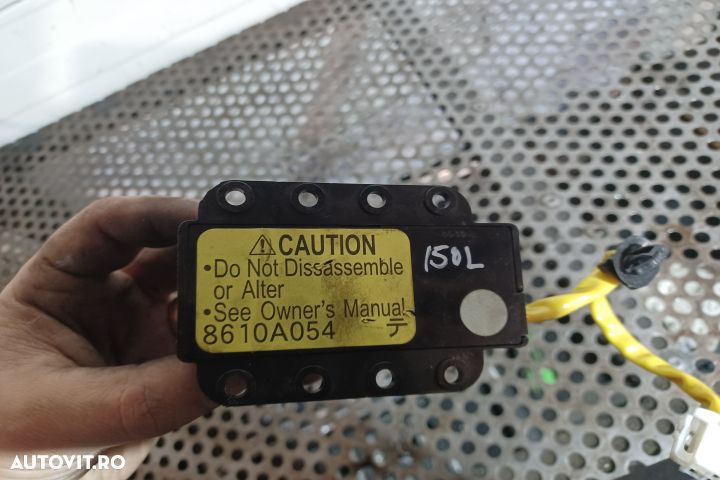 ⚠ CAUTION
•Do Not Dissassemble
or Alter
•See Owner's Manual
8610A054 テ
150L
AUTOVIT.RO